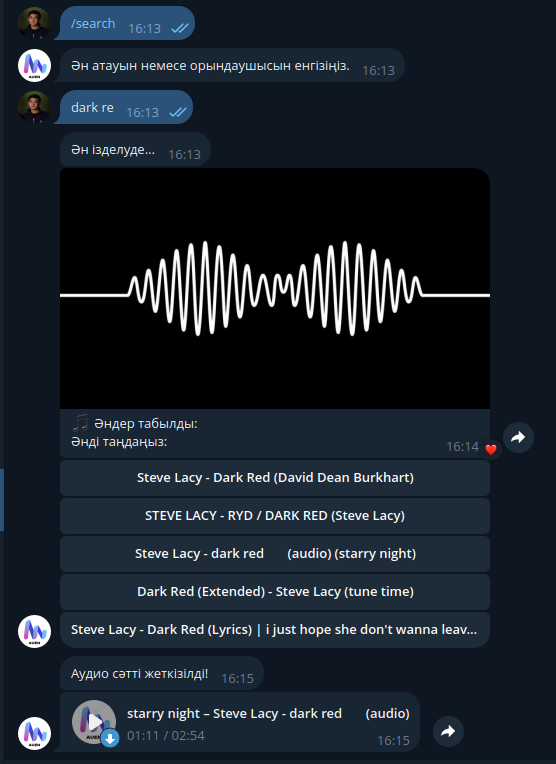 /search 16:13
Ән атауын немесе орындаушысын енгізіңіз. 16:13
AUEN
dark re 16:13
Ән ізделуде... 16:13
🎵 Әндер табылды:
Әнді таңдаңыз: 16:14
Steve Lacy - Dark Red (David Dean Burkhart)
STEVE LACY - RYD / DARK RED (Steve Lacy)
Steve Lacy - dark red (audio) (starry night)
Dark Red (Extended) - Steve Lacy (tune time)
Steve Lacy - Dark Red (Lyrics) | i just hope she don't wanna leav...
AUEN
Аудио сәтті жеткізілді! 16:15
starry night – Steve Lacy - dark red (audio)
01:11 / 02:54 16:15
AUEN